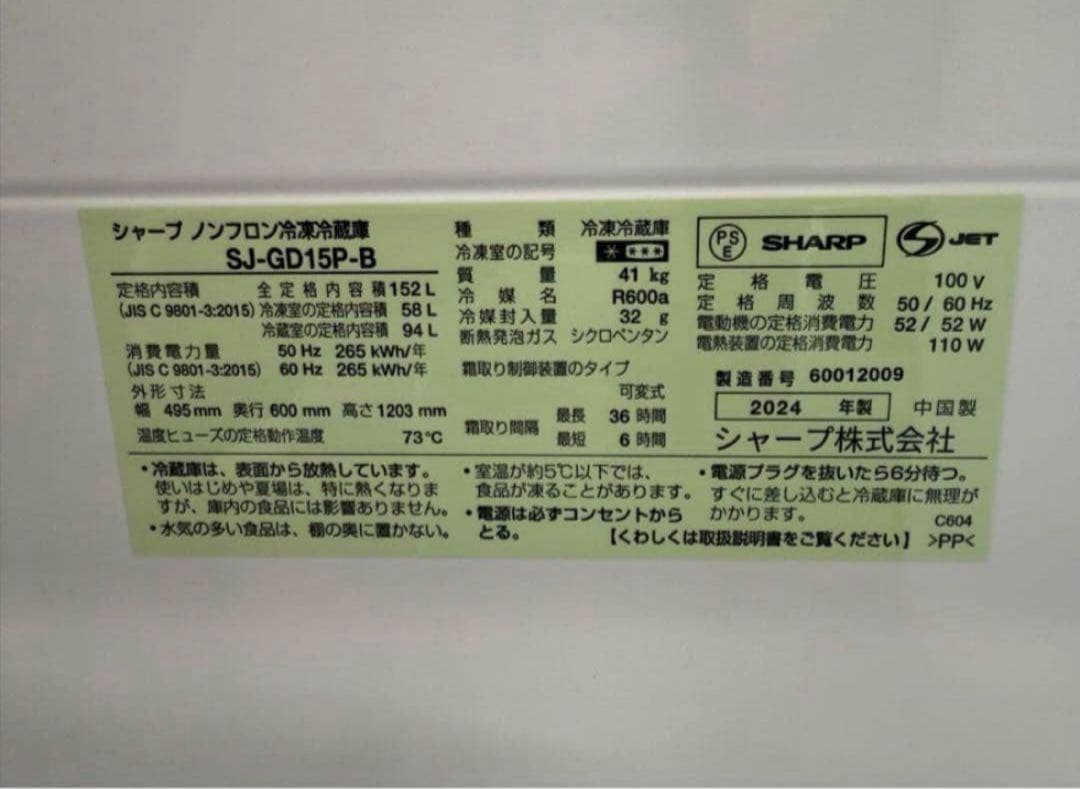 シャープ ノンフロン冷凍冷蔵庫
SJ-GD15P-B
定格内容積 全定格内容積 152 L
(JIS C 9801-3:2015) 冷凍室の定格内容積 58 L
冷蔵室の定格内容積 94 L
消費電力量 50 Hz 265 kWh/年
(JIS C 9801-3:2015) 60 Hz 265 kWh/年
外形寸法
幅 495 mm 奥行 600 mm 高さ 1203 mm
温度ヒューズの定格動作温度 73℃
種類 冷凍冷蔵庫
冷凍室の記号 * ***
質量 41 kg
冷媒名 R600a
冷媒封入量 32 g
断熱発泡ガス シクロペンタン
霜取り制御装置のタイプ
可変式
霜取り間隔 最長 36 時間
最短 6 時間
PSE SHARP JET
定格電圧 100 V
定格周波数 50 / 60 Hz
電動機の定格消費電力 52 / 52 W
電熱装置の定格消費電力 110 W
製造番号 60012009
2024 年製 中国製
シャープ株式会社
・冷蔵庫は、表面から放熱しています。
使いはじめや夏場は、特に熱くなりま
すが、庫内の食品には影響ありません。
・水気の多い食品は、棚の奥に置かない。
・室温が約5℃以下では、
食品が凍ることがあります。
・電源は必ずコンセントから
とる。
・電源プラグを抜いたら6分待つ。
すぐに差し込むと冷蔵庫に無理が
かかります。
C604
【くわしくは取扱説明書をご覧ください】 >PP<